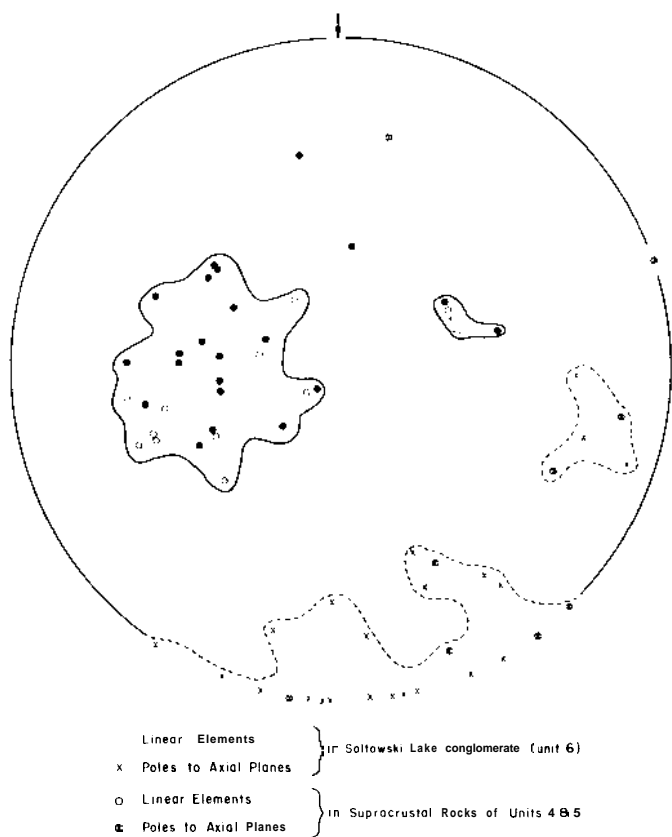 Linear Elements
x Poles to Axial Planes
in Saltowski Lake conglomerate (unit 6)
o Linear Elements
Poles to Axial Planes
in Supracrustal Rocks of Units 4 & 5